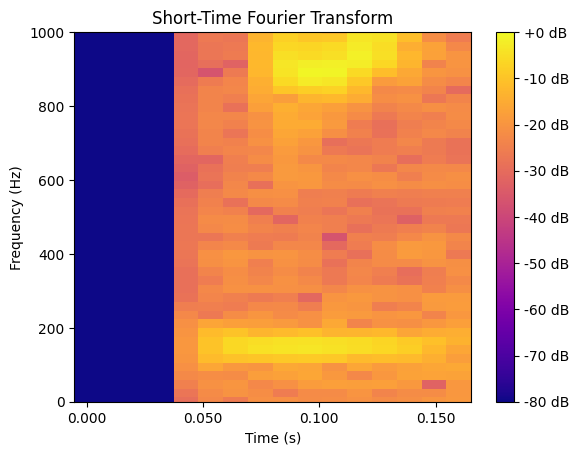 Short-Time Fourier Transform
1000
800
600
400
200
0
Frequency (Hz)
0.000
0.050
0.100
0.150
Time (s)
+0 dB
-10 dB
-20 dB
-30 dB
-40 dB
-50 dB
-60 dB
-70 dB
-80 dB